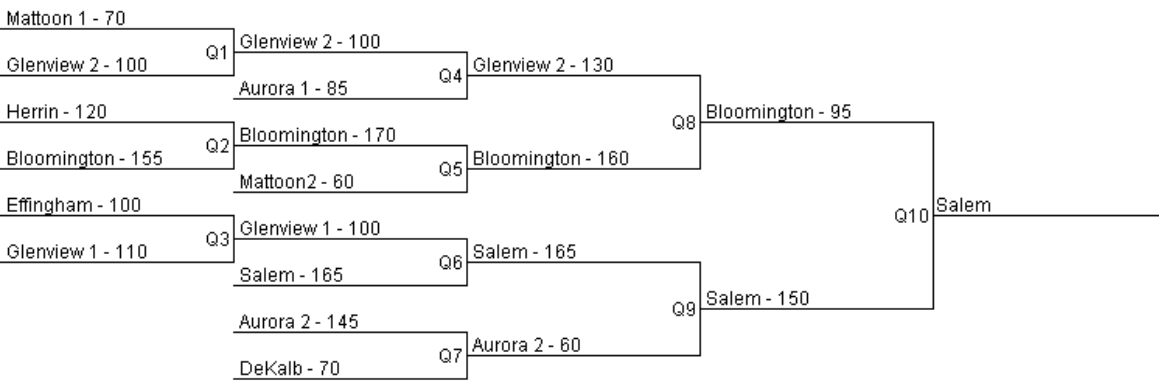 Mattoon 1 - 70
Glenview 2 - 100
Q1
Glenview 2 - 100
Aurora 1 - 85
Q4
Glenview 2 - 130
Herrin - 120
Bloomington - 155
Q2
Bloomington - 170
Mattoon2 - 60
Q5
Bloomington - 160
Q8
Bloomington - 95
Effingham - 100
Glenview 1 - 110
Q3
Glenview 1 - 100
Salem - 165
Q6
Salem - 165
Aurora 2 - 145
DeKalb - 70
Q7
Aurora 2 - 60
Q9
Salem - 150
Q10
Salem